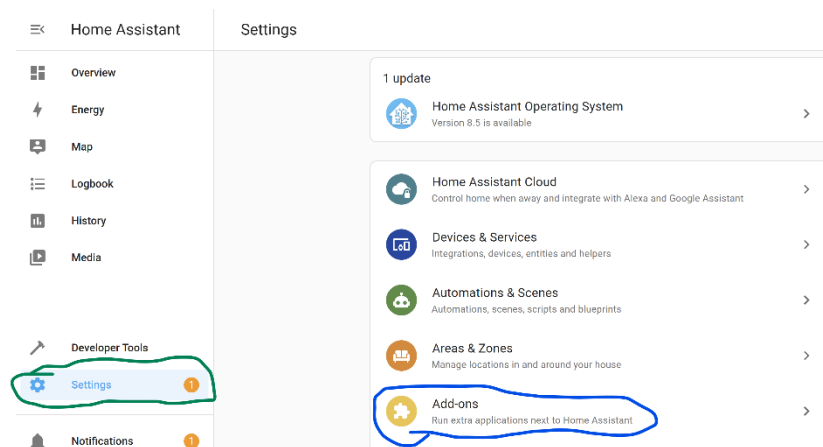 Home Assistant
Settings
Overview
Energy
Map
Logbook
History
Media
Developer Tools
Settings 1
Notifications 1
1 update
Home Assistant Operating System
Version 8.5 is available
Home Assistant Cloud
Control home when away and integrate with Alexa and Google Assistant
Devices & Services
Integrations, devices, entities and helpers
Automations & Scenes
Automations, scenes, scripts and blueprints
Areas & Zones
Manage locations in and around your house
Add-ons
Run extra applications next to Home Assistant